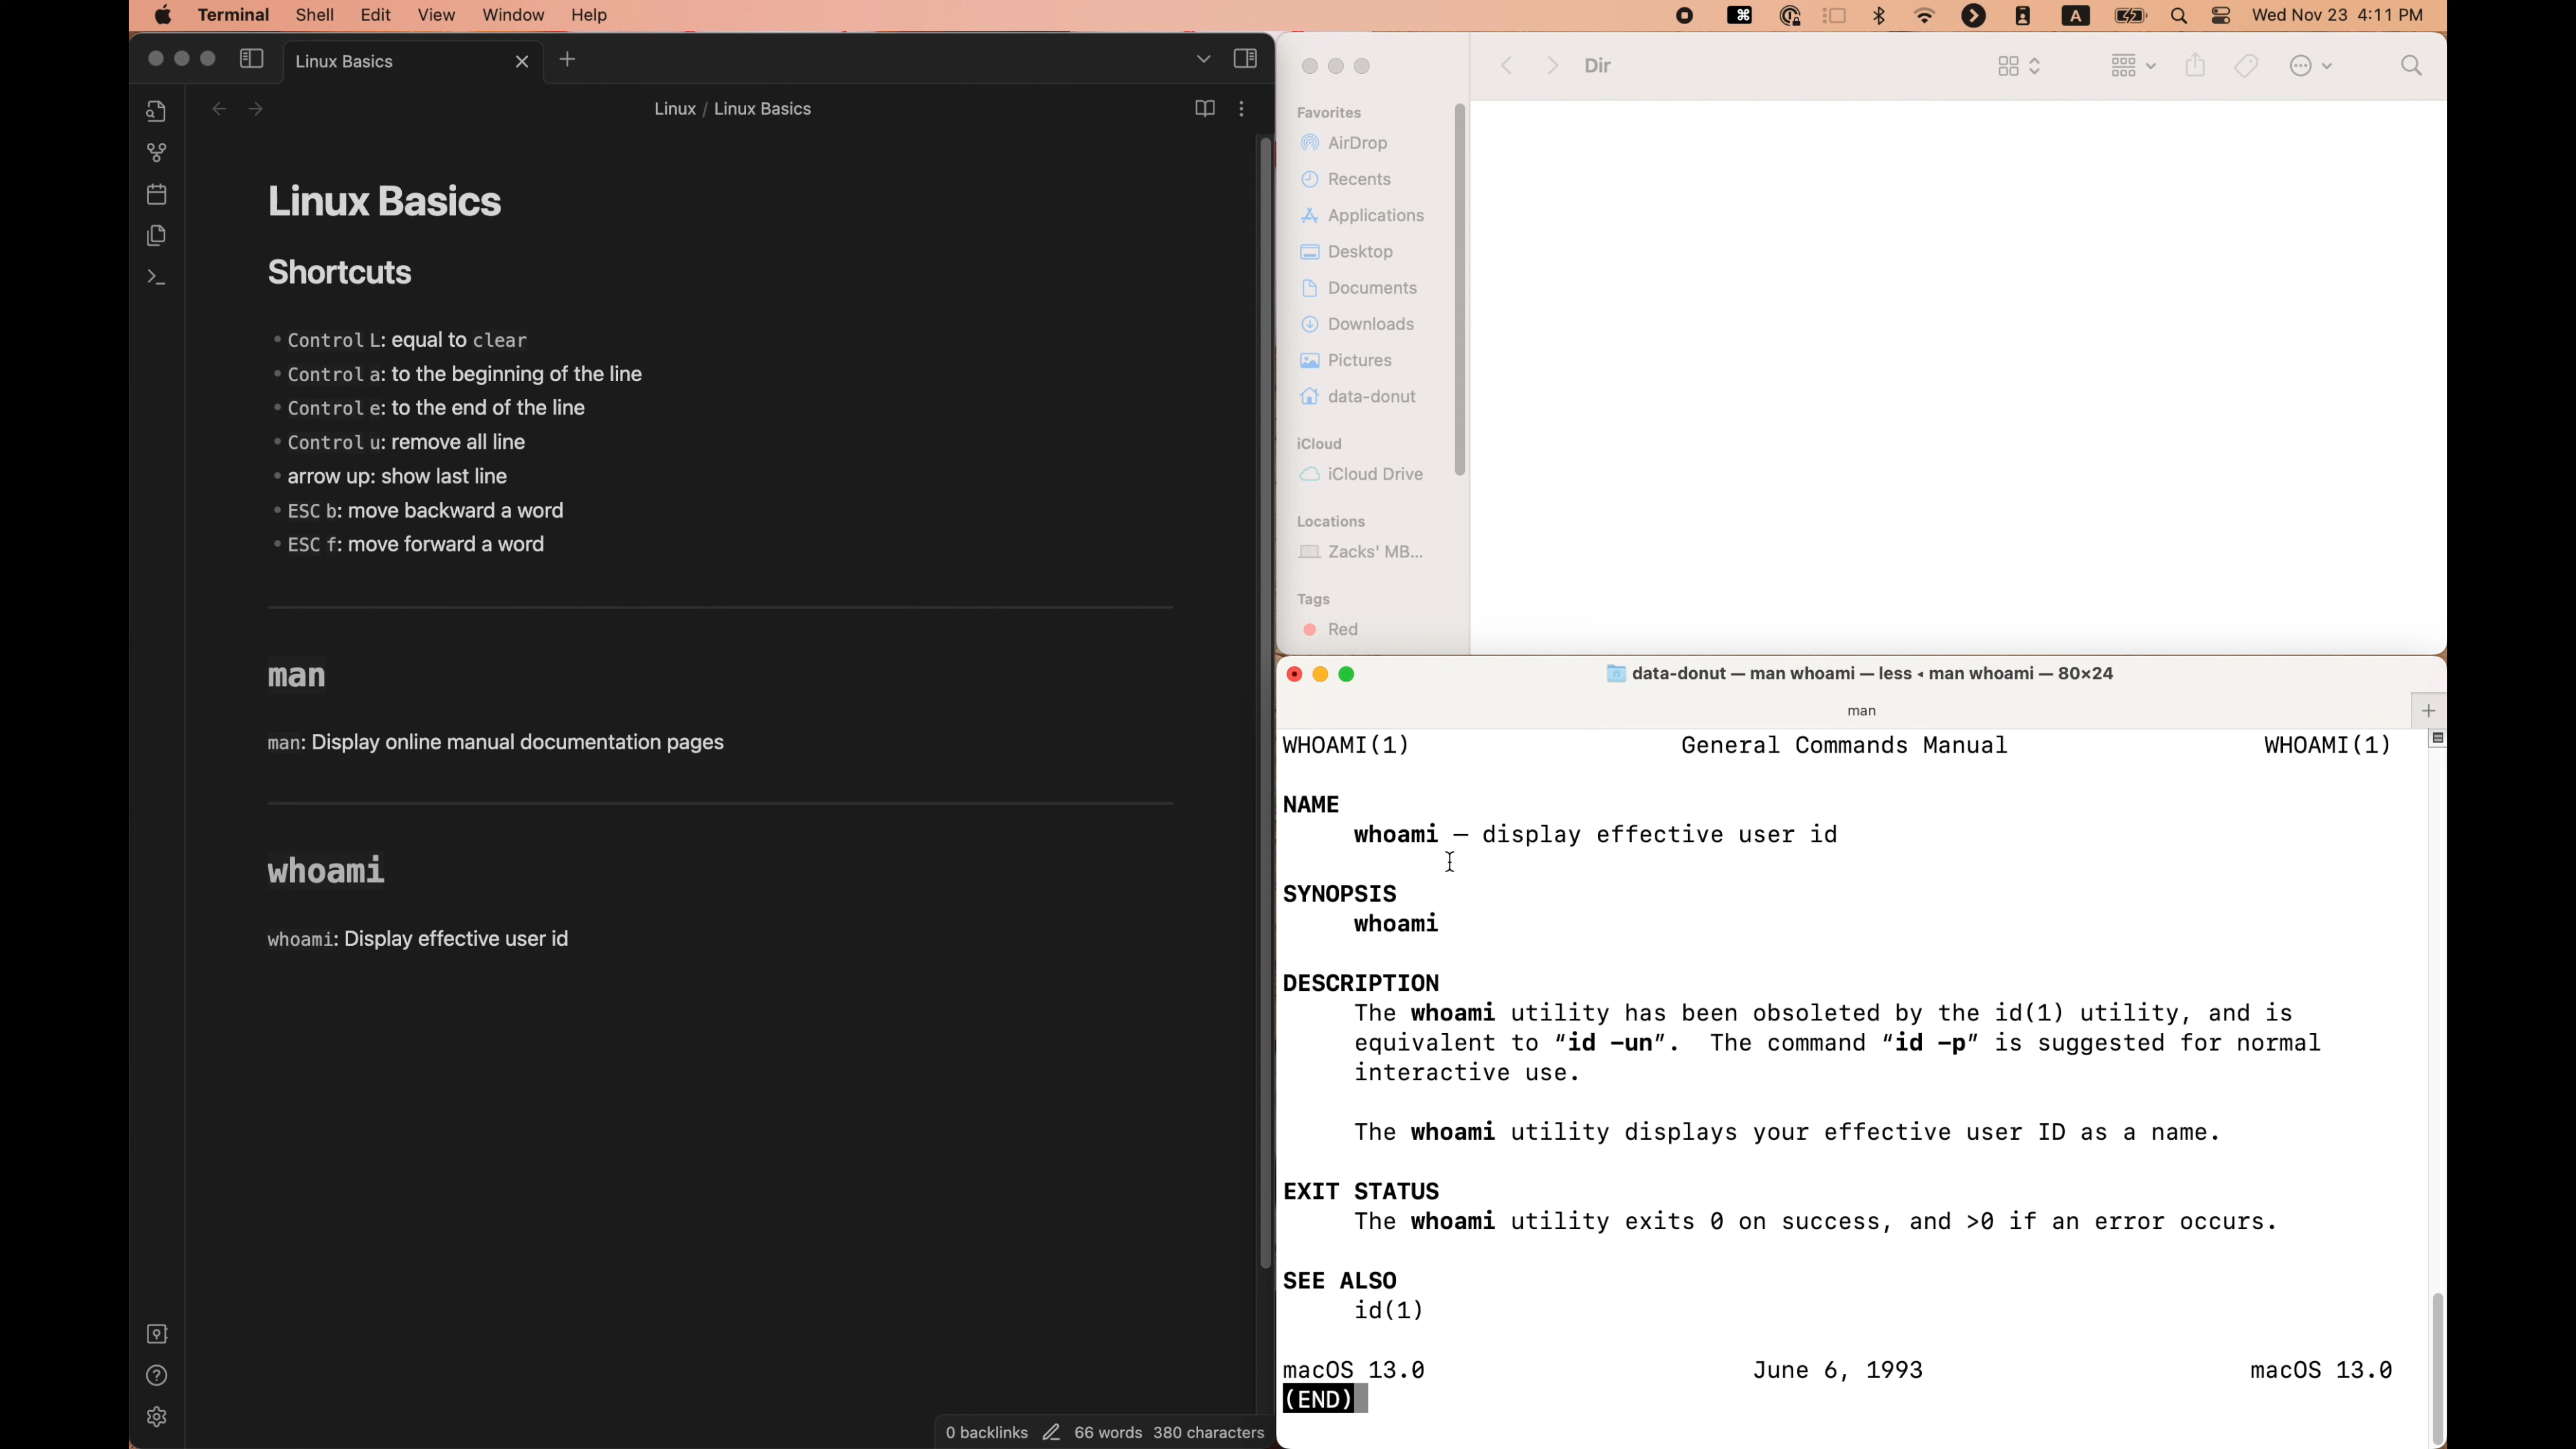 Terminal Shell Edit View Window Help
A
Wed Nov 23 4:11 PM
Linux Basics
Linux / Linux Basics
Linux Basics
Shortcuts
Control L: equal to clear
Control a: to the beginning of the line
Control e: to the end of the line
Control u: remove all line
arrow up: show last line
ESC b: move backward a word
ESC f: move forward a word
man
man: Display online manual documentation pages
whoami
whoami: Display effective user id
0 backlinks 66 words 380 characters
Dir
Favorites
AirDrop
Recents
Applications
Desktop
Documents
Downloads
Pictures
data-donut
iCloud
iCloud Drive
Locations
Zacks' MB...
Tags
Red
data-donut — man whoami — less ◂ man whoami — 80×24
man
WHOAMI(1) General Commands Manual WHOAMI(1)
NAME
whoami – display effective user id
SYNOPSIS
whoami
DESCRIPTION
The whoami utility has been obsoleted by the id(1) utility, and is
equivalent to “id -un”. The command “id -p” is suggested for normal
interactive use.
The whoami utility displays your effective user ID as a name.
EXIT STATUS
The whoami utility exits 0 on success, and >0 if an error occurs.
SEE ALSO
id(1)
macOS 13.0 June 6, 1993 macOS 13.0
(END)